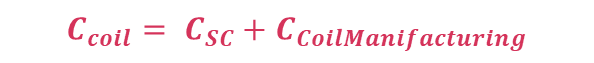 C_coil = C_SC + C_CoilManifacturing